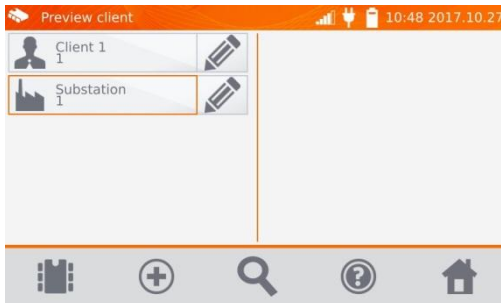 Preview client
10:48 2017.10.27
Client 1
1
Substation
1